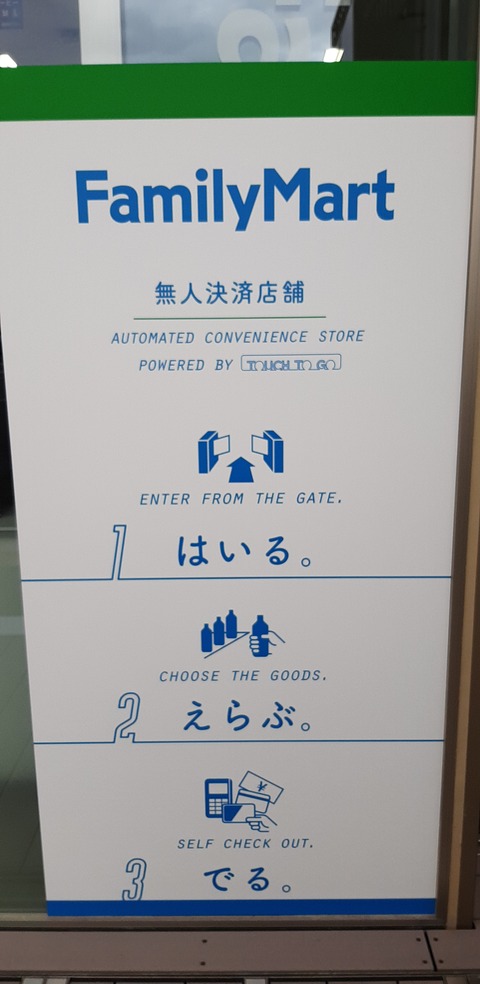 FamilyMart
無人決済店舗
AUTOMATED CONVENIENCE STORE
POWERED BY TOUCH TO GO
ENTER FROM THE GATE.
1 はいる。
CHOOSE THE GOODS.
2 えらぶ。
¥
SELF CHECK OUT.
3 でる。